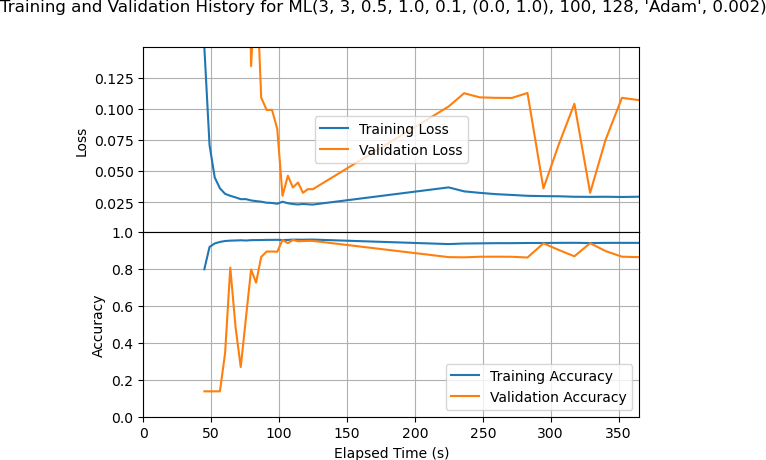 Training and Validation History for ML(3, 3, 0.5, 1.0, 0.1, (0.0, 1.0), 100, 128, 'Adam', 0.002)
0.125
0.100
0.075
0.050
0.025
Loss
Training Loss
Validation Loss
1.0
0.8
0.6
0.4
0.2
0.0
Accuracy
Training Accuracy
Validation Accuracy
0 50 100 150 200 250 300 350
Elapsed Time (s)